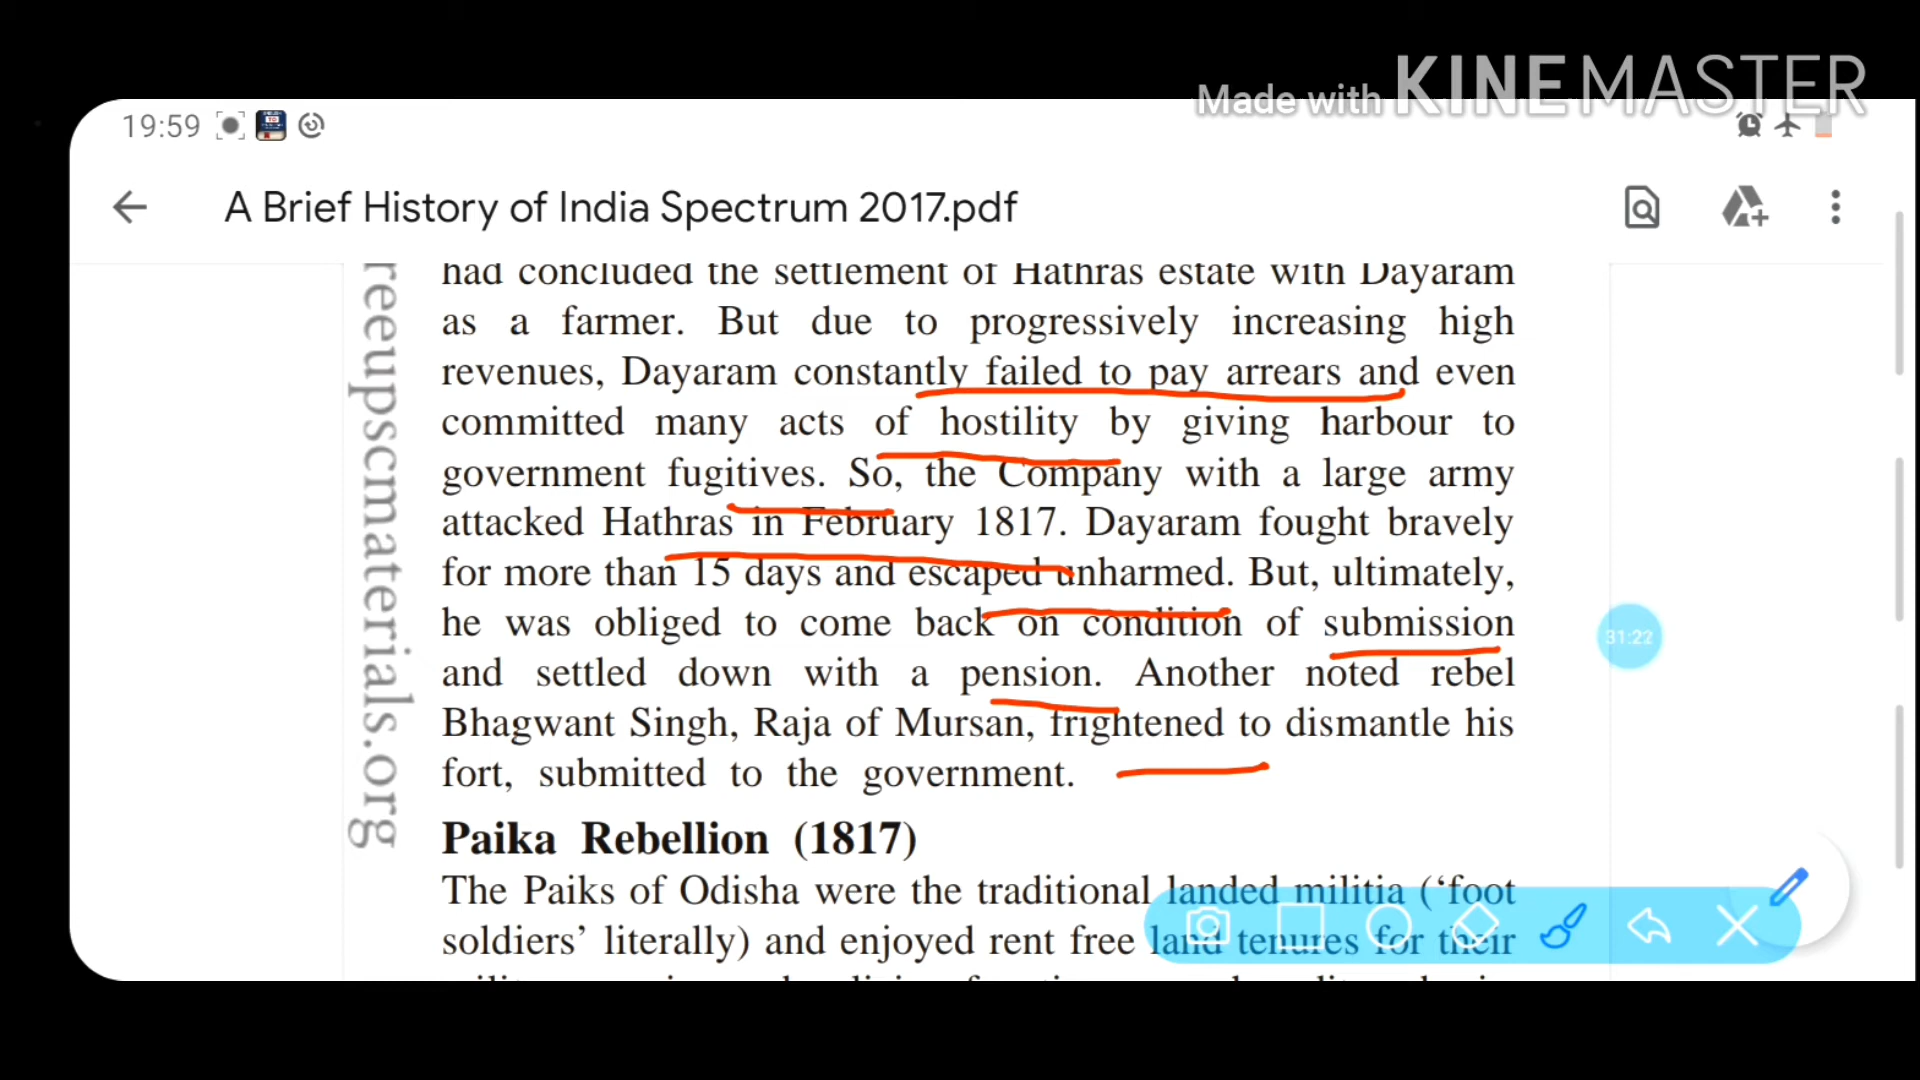 Made with KINEMASTER
19:59
A Brief History of India Spectrum 2017.pdf
had concluded the settlement of Hathras estate with Dayaram
as a farmer. But due to progressively increasing high
revenues, Dayaram constantly failed to pay arrears and even
committed many acts of hostility by giving harbour to
government fugitives. So, the Company with a large army
attacked Hathras in February 1817. Dayaram fought bravely
for more than 15 days and escaped unharmed. But, ultimately,
he was obliged to come back on condition of submission
and settled down with a pension. Another noted rebel
Bhagwant Singh, Raja of Mursan, frightened to dismantle his
fort, submitted to the government.
Paika Rebellion (1817)
The Paiks of Odisha were the traditional landed militia (‘foot
soldiers’ literally) and enjoyed rent free land tenures for their
reeupscmaterials.org
31:22